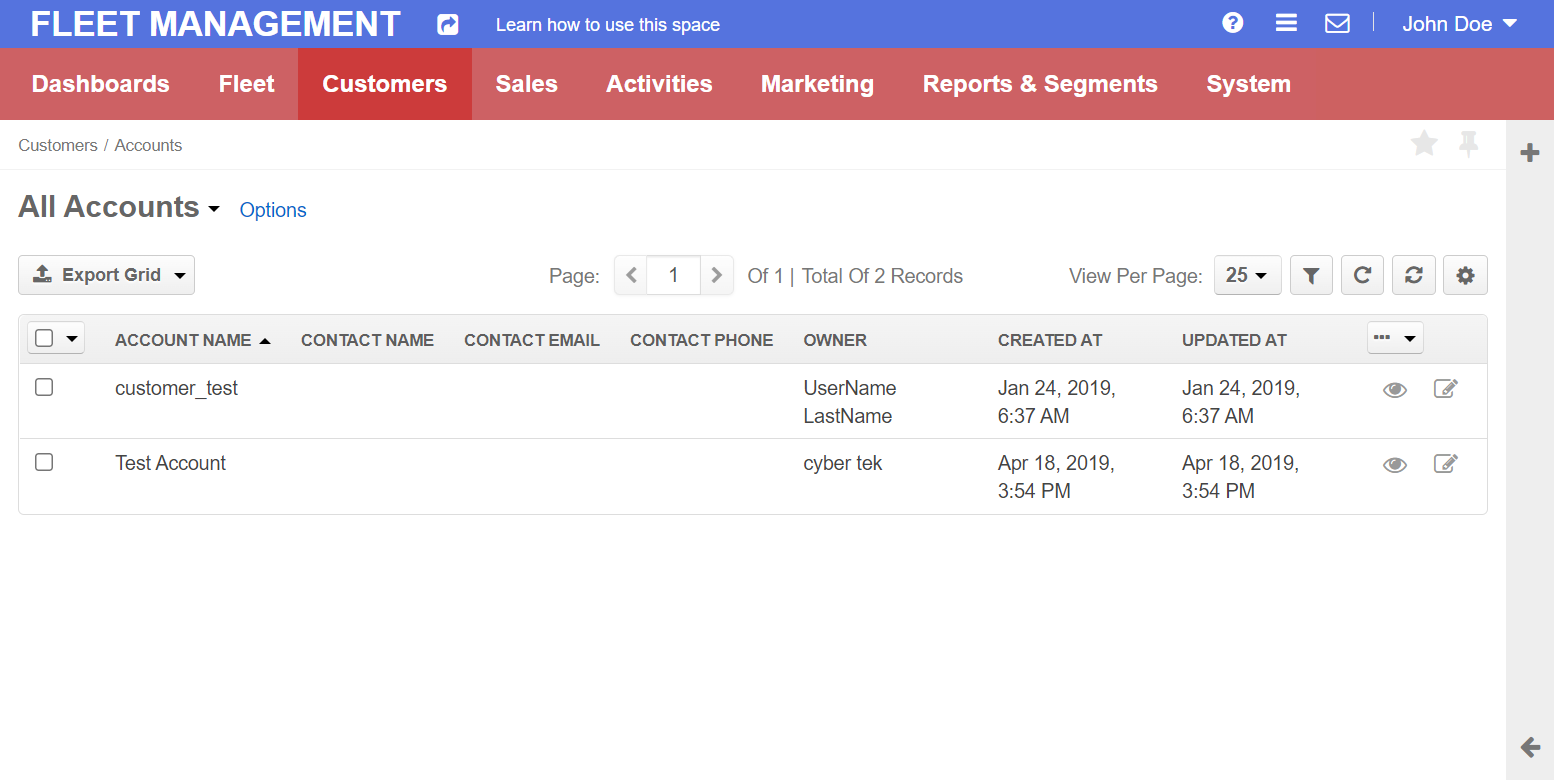 FLEET MANAGEMENT Learn how to use this space John Doe
Dashboards Fleet Customers Sales Activities Marketing Reports & Segments System
Customers / Accounts
All Accounts Options
Export Grid Page: 1 Of 1 | Total Of 2 Records View Per Page: 25
ACCOUNT NAME CONTACT NAME CONTACT EMAIL CONTACT PHONE OWNER CREATED AT UPDATED AT
customer_test UserName Jan 24, 2019, Jan 24, 2019,
LastName 6:37 AM 6:37 AM
Test Account cyber tek Apr 18, 2019, Apr 18, 2019,
3:54 PM 3:54 PM